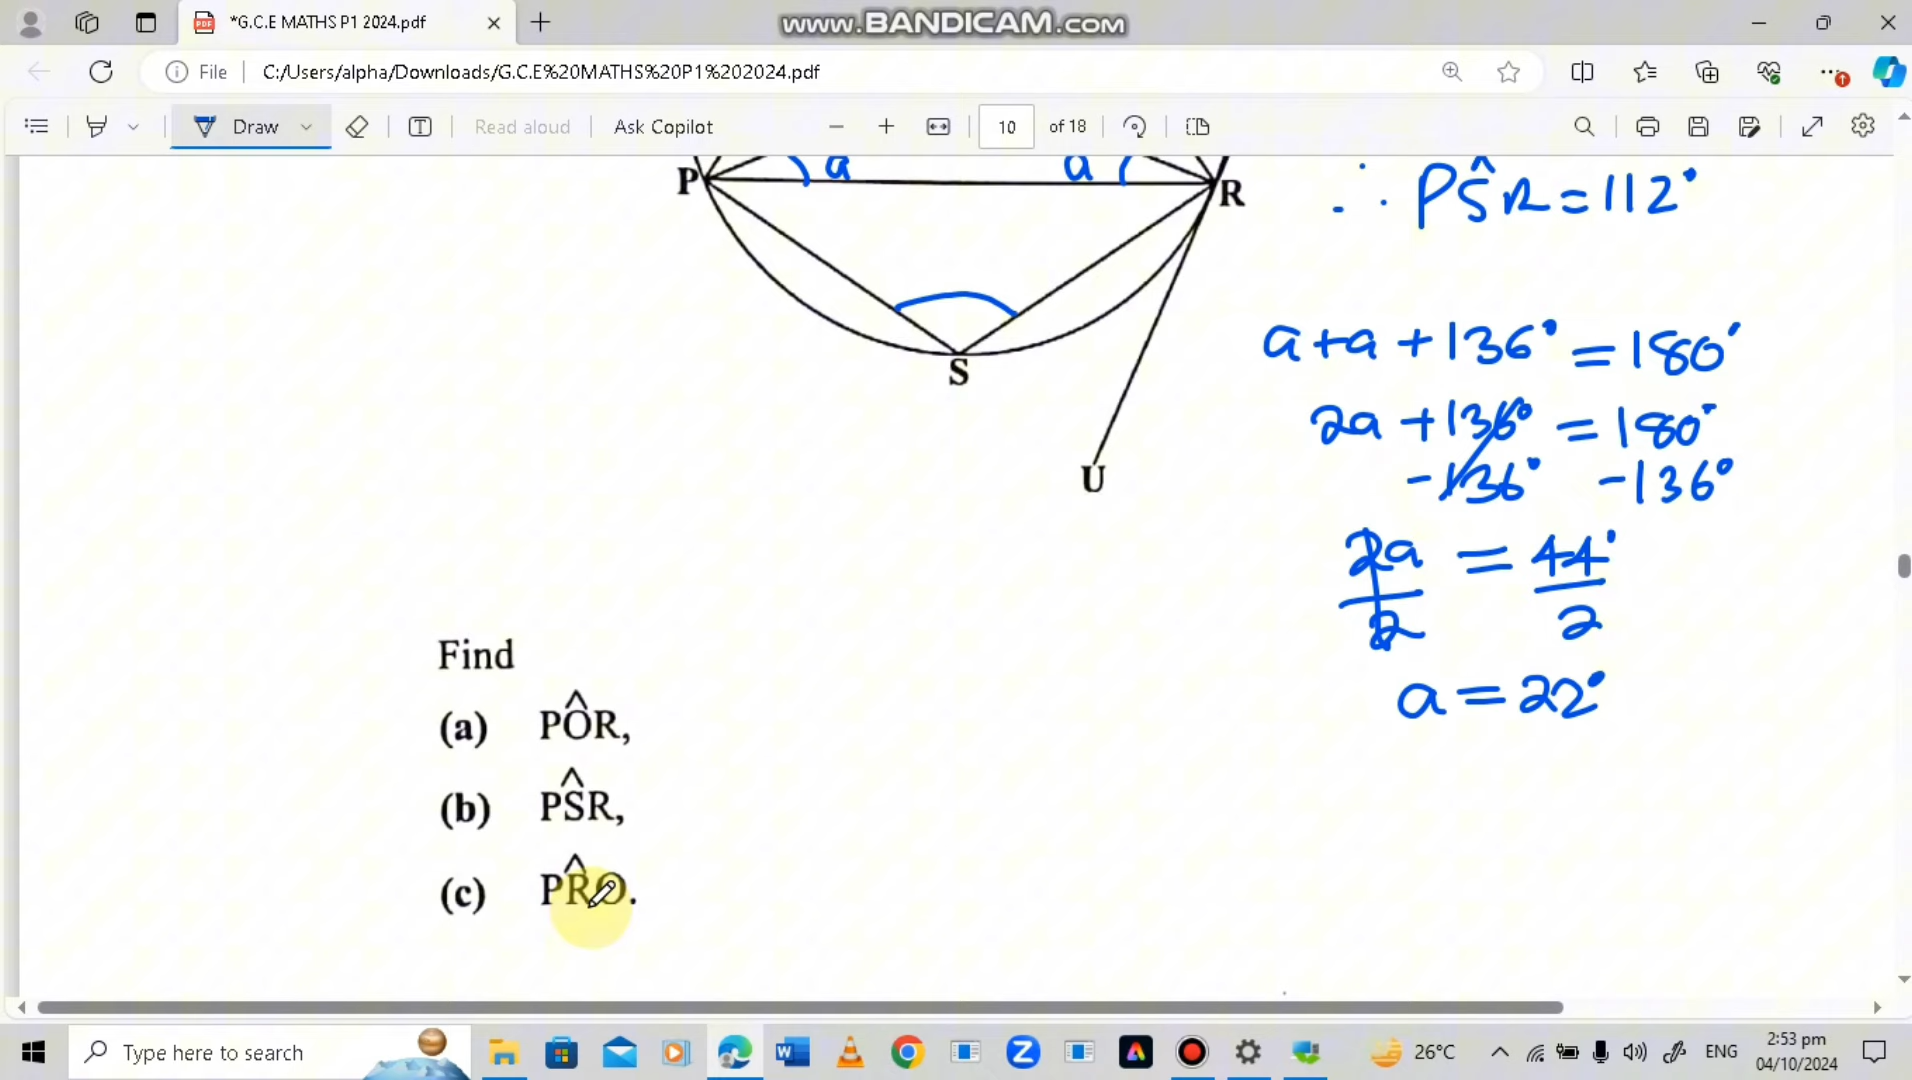 www.BANDICAM.com
*G.C.E MATHS P1 2024.pdf
File
C:/Users/alpha/Downloads/G.C.E%20MATHS%20P1%202024.pdf
Draw
Read aloud
Ask Copilot
10
of 18
P
a
a
R
S
U
∴ PŜR = 112°
a + a + 136° = 180°
2a + 136° = 180°
- 136° - 136°
2a/2 = 44°/2
a = 22°
Find
(a) PÔR,
(b) PŜR,
(c) PR̂O.
Type here to search
26°C
ENG
2:53 pm
04/10/2024